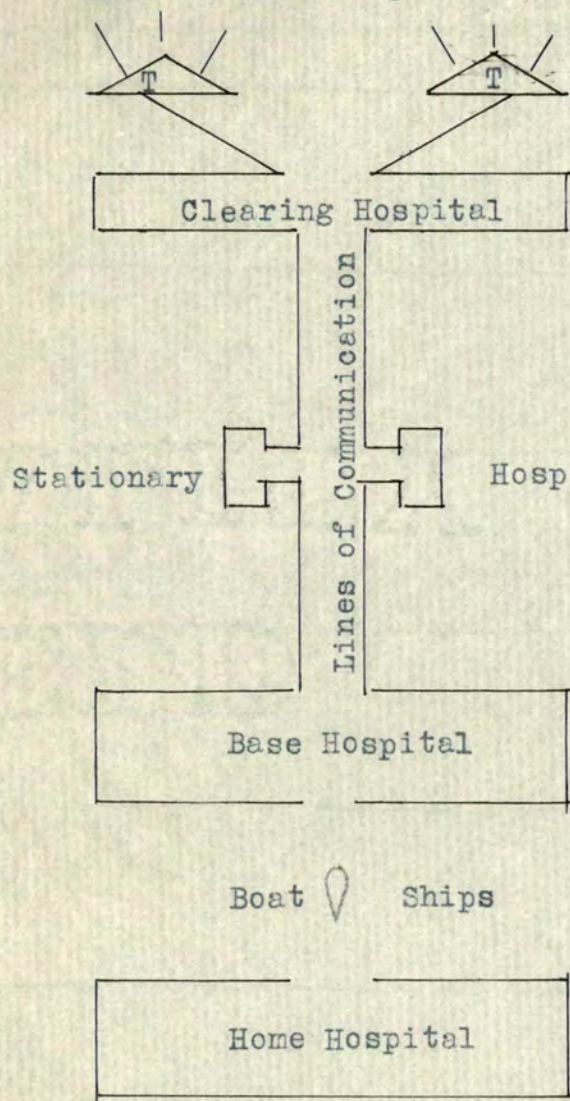 T T
Clearing Hospital
Lines of Communication
Stationary Hosp
Base Hospital
Boat Ships
Home Hospital